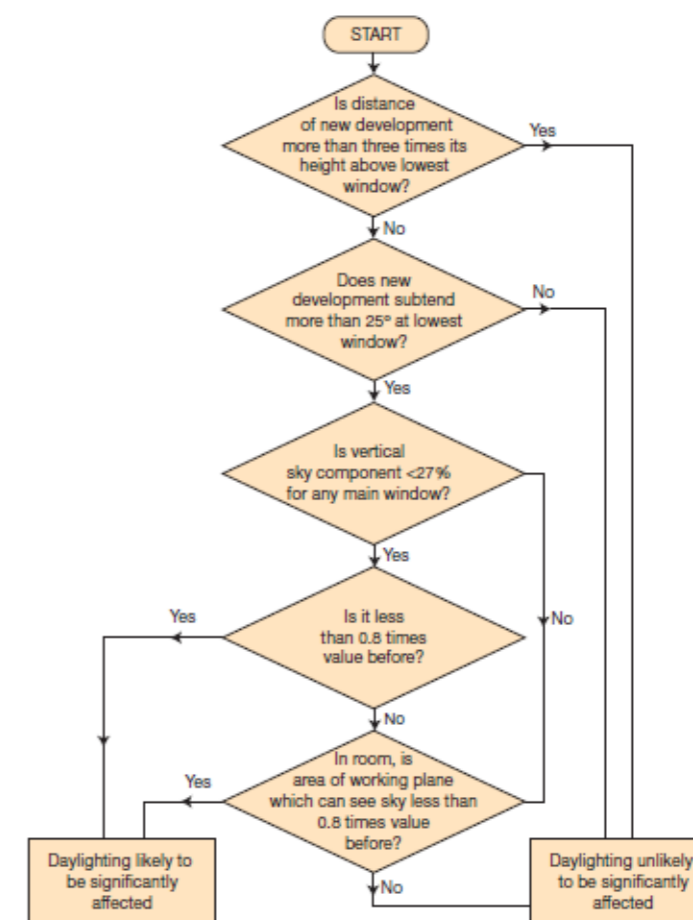 START
Is distance
of new development
more than three times its
height above lowest
window?
Yes
No
Does new
development subtend
more than 25° at lowest
window?
No
Yes
Is vertical
sky component <27%
for any main window?
Yes
No
Is it less
than 0.8 times
value before?
Yes
No
In room, is
area of working plane
which can see sky less than
0.8 times value
before?
Yes
No
Daylighting likely to
be significantly
affected
Daylighting unlikely
to be significantly
affected